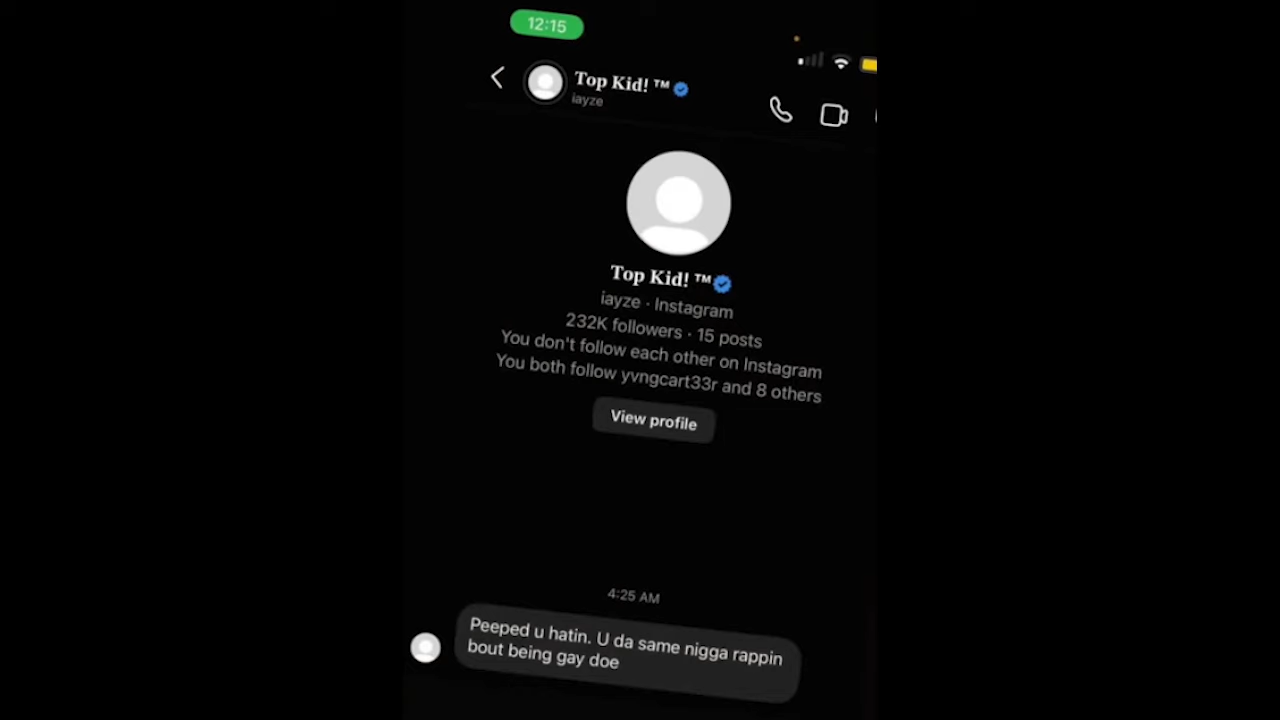 12:15
Top Kid! ™
iayze
Top Kid! ™
iayze · Instagram
232K followers · 15 posts
You don't follow each other on Instagram
You both follow yvngcart33r and 8 others
View profile
4:25 AM
Peeped u hatin. U da same nigga rappin
bout being gay doe